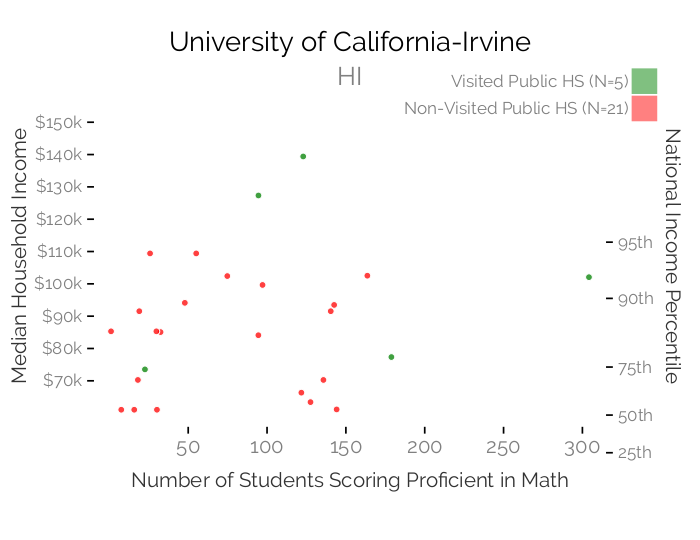 University of California-Irvine
HI
Visited Public HS (N=5)
Non-Visited Public HS (N=21)
Median Household Income
$150k
$140k
$130k
$120k
$110k
$100k
$90k
$80k
$70k
National Income Percentile
95th
90th
75th
50th
25th
50 100 150 200 250 300
Number of Students Scoring Proficient in Math